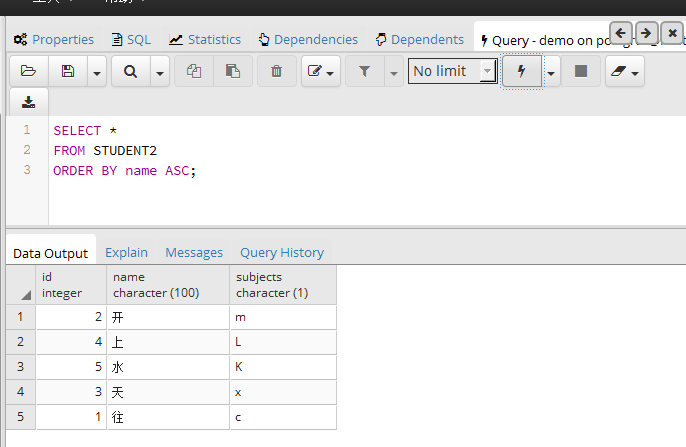 Properties SQL Statistics Dependencies Dependents Query - demo on
No limit
1 SELECT *
2 FROM STUDENT2
3 ORDER BY name ASC;
Data Output Explain Messages Query History
id name subjects
integer character (100) character (1)
1 2 开 m
2 4 上 L
3 5 水 K
4 3 天 x
5 1 往 c